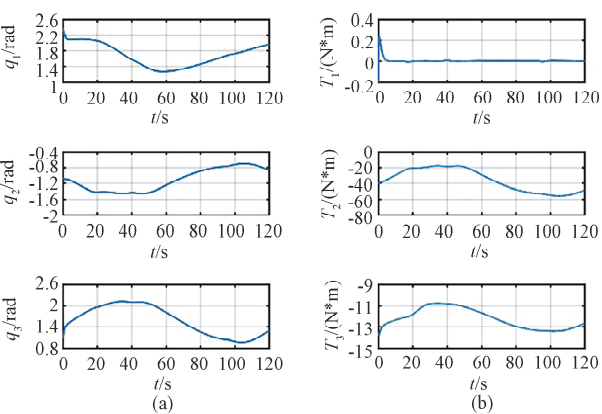 q1/rad
2.6
2.2
1.8
1.4
1
0 20 40 60 80 100 120
t/s
T1/(N*m)
0.4
0.2
0
-0.2
0 20 40 60 80 100 120
t/s
q2/rad
-0.4
-0.8
-1.2
-1.6
-2
0 20 40 60 80 100 120
t/s
T2/(N*m)
0
-20
-40
-60
-80
0 20 40 60 80 100 120
t/s
q3/rad
2.6
2
1.4
0.8
0 20 40 60 80 100 120
t/s
(a)
T3/(N*m)
-9
-11
-13
-15
0 20 40 60 80 100 120
t/s
(b)